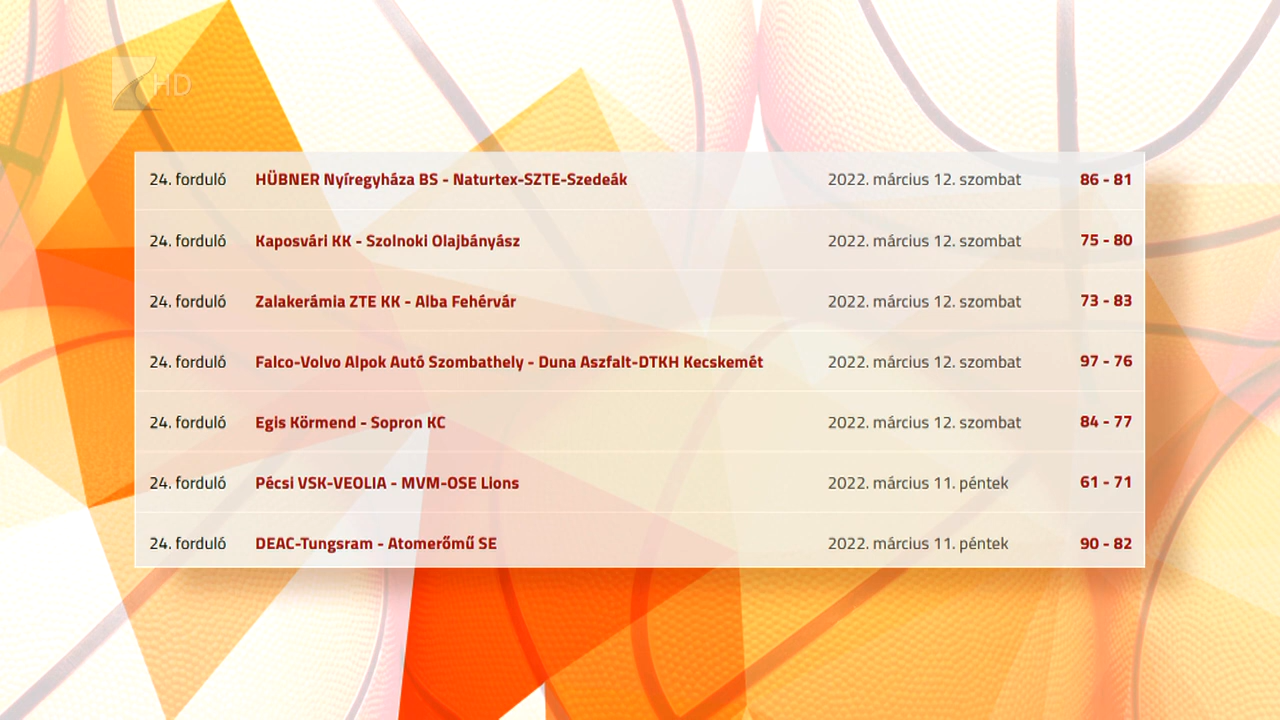 HD
24. forduló HÜBNER Nyíregyháza BS - Naturtex-SZTE-Szedeák 2022. március 12. szombat 86 - 81
24. forduló Kaposvári KK - Szolnoki Olajbányász 2022. március 12. szombat 75 - 80
24. forduló Zalakerámia ZTE KK - Alba Fehérvár 2022. március 12. szombat 73 - 83
24. forduló Falco-Volvo Alpok Autó Szombathely - Duna Aszfalt-DTKH Kecskemét 2022. március 12. szombat 97 - 76
24. forduló Egis Körmend - Sopron KC 2022. március 12. szombat 84 - 77
24. forduló Pécsi VSK-VEOLIA - MVM-OSE Lions 2022. március 11. péntek 61 - 71
24. forduló DEAC-Tungsram - Atomerőmű SE 2022. március 11. péntek 90 - 82